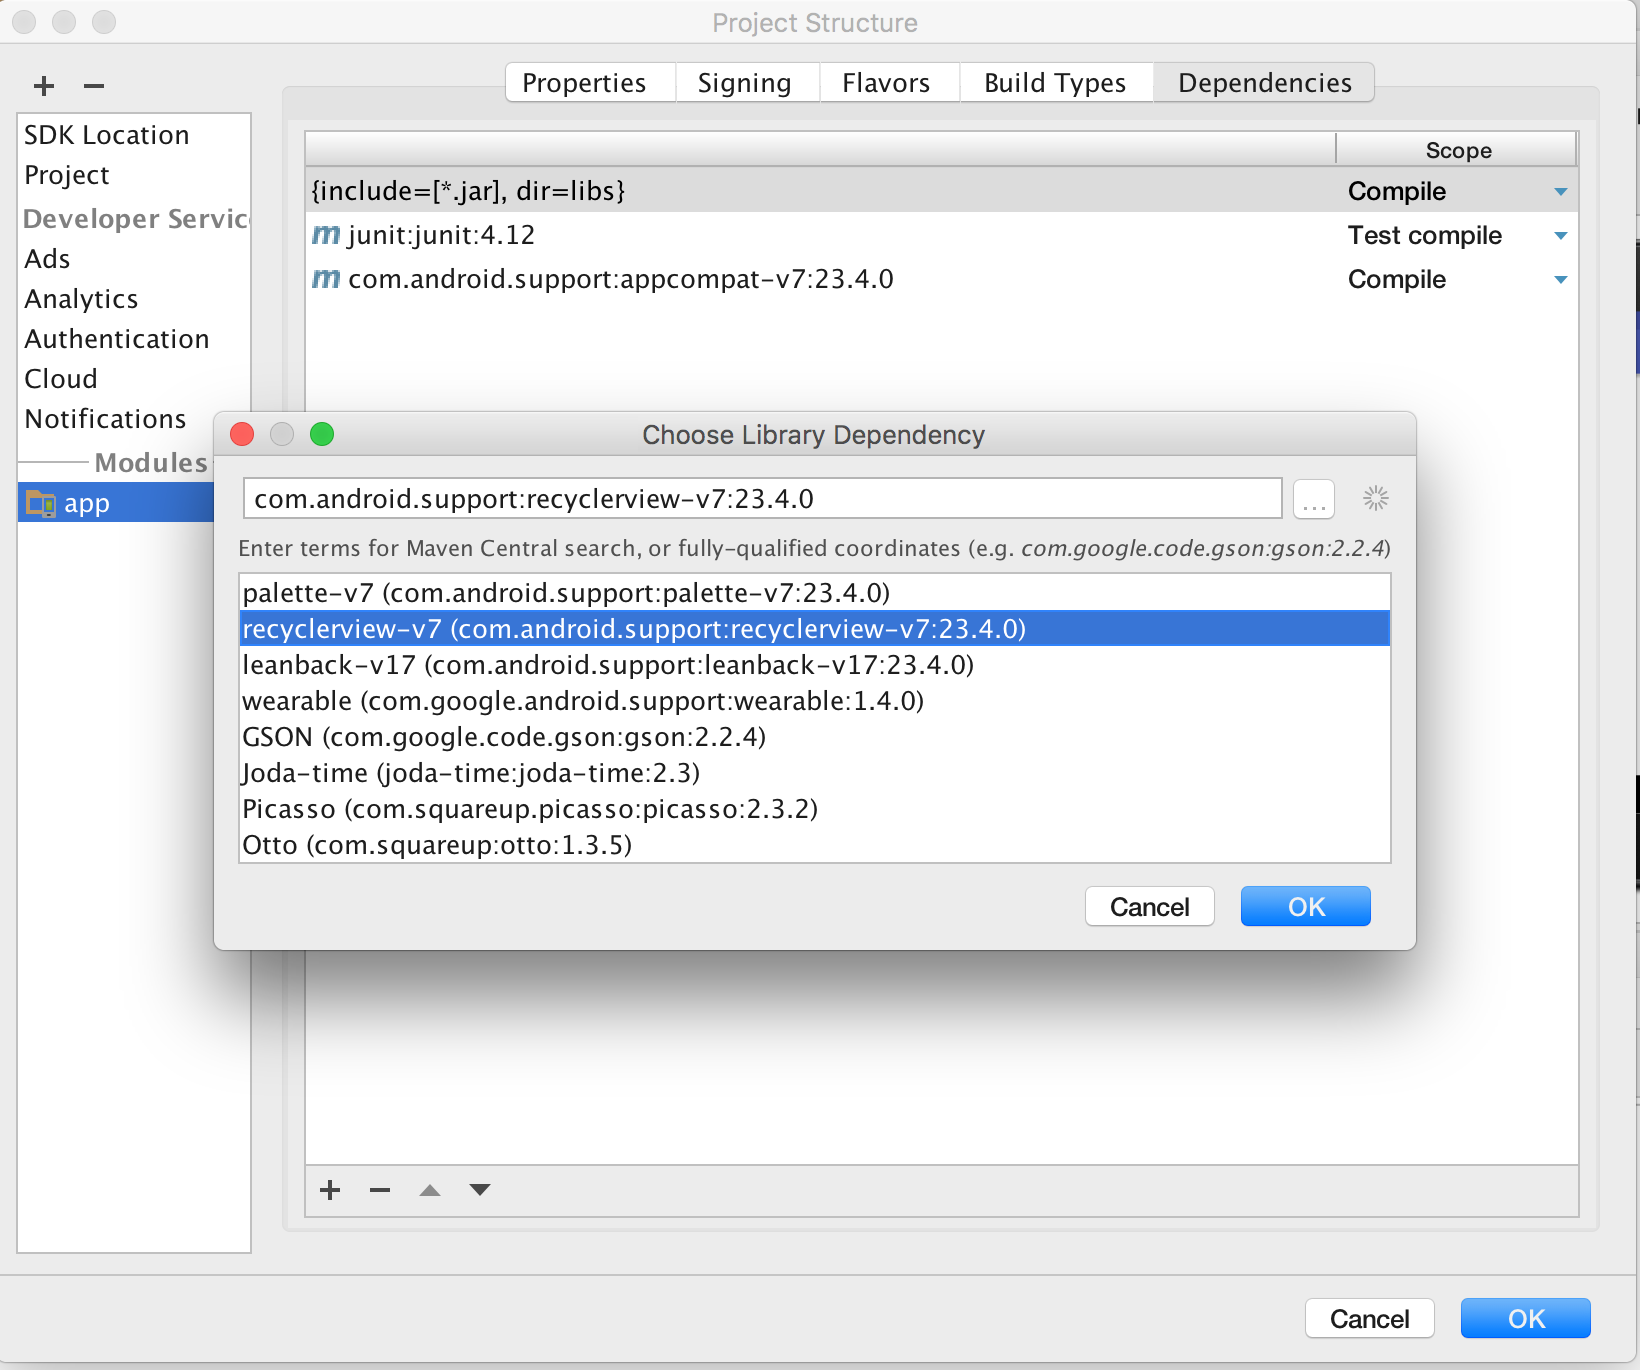 Project Structure
Properties Signing Flavors Build Types Dependencies
SDK Location
Project
Developer Servic
Ads
Analytics
Authentication
Cloud
Notifications
Modules
app
Scope
{include=[*.jar], dir=libs} Compile
m junit:junit:4.12 Test compile
m com.android.support:appcompat-v7:23.4.0 Compile
Choose Library Dependency
com.android.support:recyclerview-v7:23.4.0 ...
Enter terms for Maven Central search, or fully-qualified coordinates (e.g. com.google.code.gson:gson:2.2.4)
palette-v7 (com.android.support:palette-v7:23.4.0)
recyclerview-v7 (com.android.support:recyclerview-v7:23.4.0)
leanback-v17 (com.android.support:leanback-v17:23.4.0)
wearable (com.google.android.support:wearable:1.4.0)
GSON (com.google.code.gson:gson:2.2.4)
Joda-time (joda-time:joda-time:2.3)
Picasso (com.squareup.picasso:picasso:2.3.2)
Otto (com.squareup:otto:1.3.5)
Cancel OK
Cancel OK